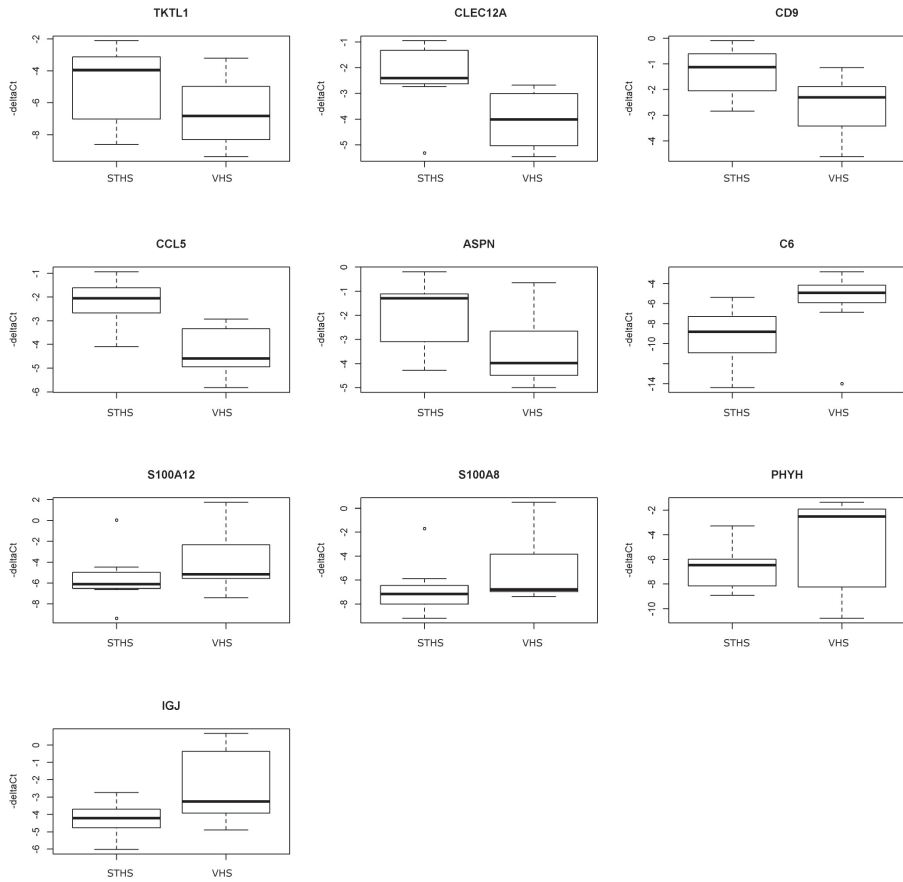 TKTL1
-deltaCt
-2
-4
-6
-8
STHS VHS
CLEC12A
-deltaCt
-1
-2
-3
-4
-5
STHS VHS
CD9
-deltaCt
0
-1
-2
-3
-4
STHS VHS
CCL5
-deltaCt
-1
-2
-3
-4
-5
-6
STHS VHS
ASPN
-deltaCt
0
-1
-2
-3
-4
-5
STHS VHS
C6
-deltaCt
-4
-6
-8
-10
-14
STHS VHS
S100A12
-deltaCt
2
0
-2
-4
-6
-8
STHS VHS
S100A8
-deltaCt
0
-2
-4
-6
-8
STHS VHS
PHYH
-deltaCt
-2
-4
-6
-8
-10
STHS VHS
IGJ
-deltaCt
0
-1
-2
-3
-4
-5
-6
STHS VHS